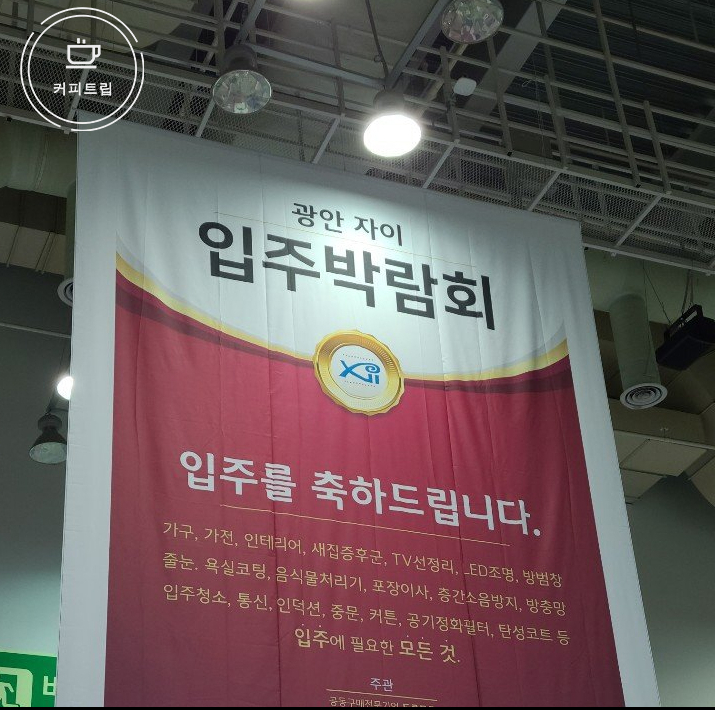 커피트립
광안 자이
입주박람회
Xi
입주를 축하드립니다.
가구, 가전, 인테리어, 새집증후군, TV선정리, LED조명, 방범창
줄눈. 욕실코팅, 음식물처리기, 포장이사, 층간소음방지, 방충망
입주청소, 통신, 인덕션, 중문, 커튼, 공기정화필터, 탄성코트 등
입주에 필요한 모든 것.
주관